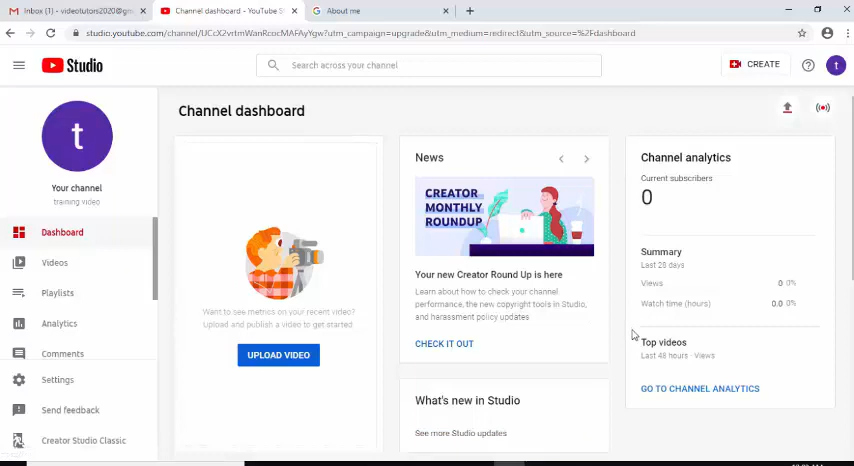 Inbox (1) - videotutors2020@gm
Channel dashboard - YouTube S
About me
studio.youtube.com/channel/UCcX2vrtmWanRcocMAFAyYgw?utm_campaign=upgrade&utm_medium=redirect&utm_source=%2Fdashboard
Studio
Search across your channel
CREATE
t
Channel dashboard
t
Your channel
training video
Dashboard
Videos
Playlists
Analytics
Comments
Settings
Send feedback
Creator Studio Classic
Want to see metrics on your recent video?
Upload and publish a video to get started
UPLOAD VIDEO
News
CREATOR
MONTHLY
ROUNDUP
Your new Creator Round Up is here
Learn about how to check your channel
performance, the new copyright tools in Studio,
and harassment policy updates
CHECK IT OUT
What's new in Studio
See more Studio updates
Channel analytics
Current subscribers
0
Summary
Last 28 days
Views 0 0%
Watch time (hours) 0.0 0%
Top videos
Last 48 hours · Views
GO TO CHANNEL ANALYTICS